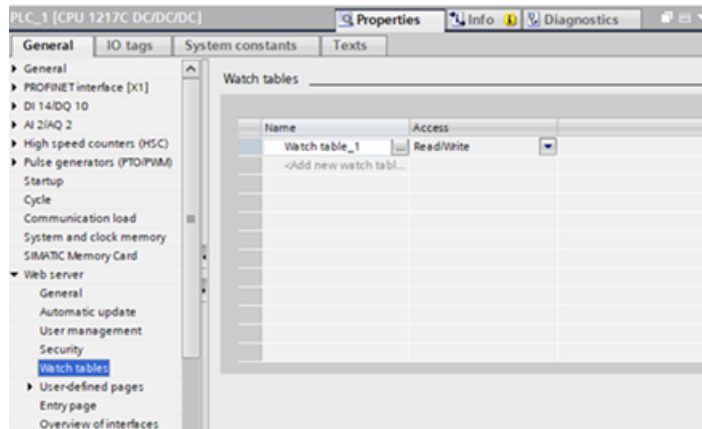 PLC_1 [CPU 1217C DC/DC/DC]
Properties
Info
Diagnostics
General
IO tags
System constants
Texts
General
PROFINET interface [X1]
DI 14/DQ 10
AI 2/AQ 2
High speed counters (HSC)
Pulse generators (PTO/PWM)
Startup
Cycle
Communication load
System and clock memory
SIMATIC Memory Card
Web server
General
Automatic update
User management
Security
Watch tables
User-defined pages
Entry page
Overview of interfaces
Watch tables
Name Access
Watch table_1 ... Read/Write
<Add new watch tabl...